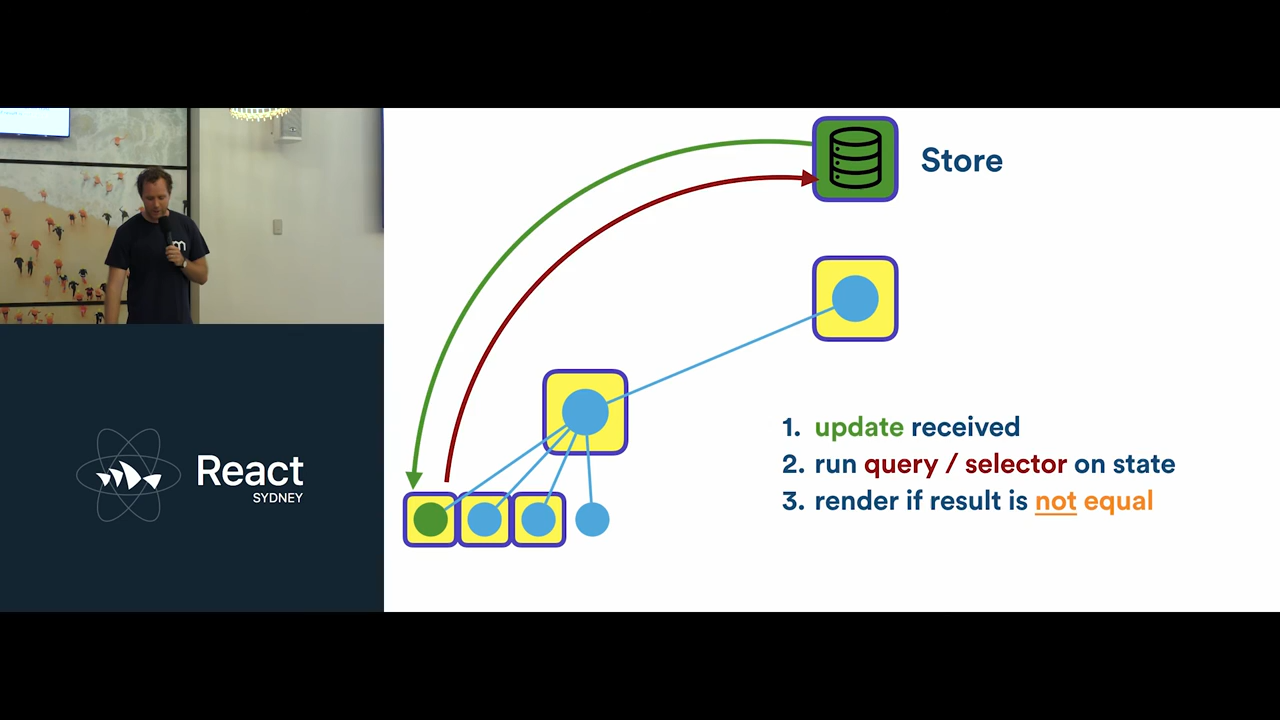 Store
1. update received
2. run query / selector on state
3. render if result is not equal
React
SYDNEY
m